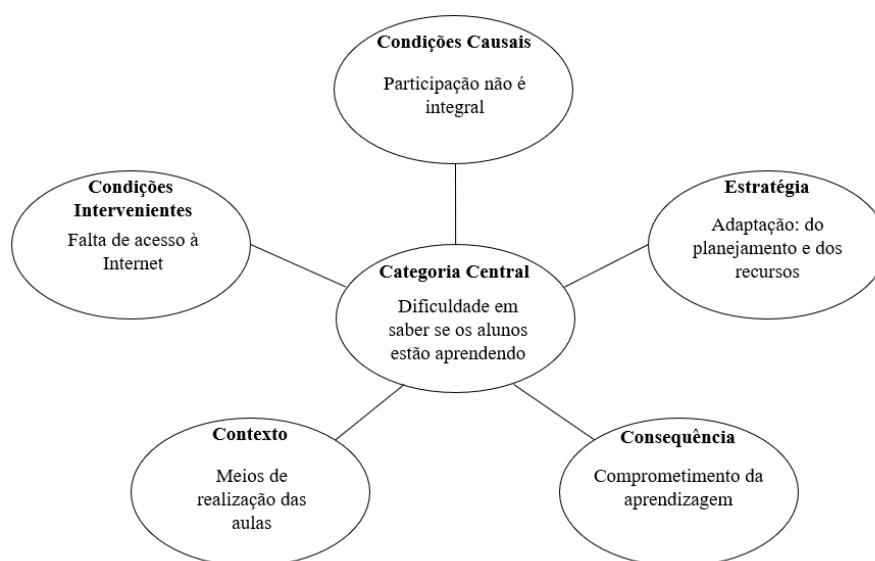 Condições Causais
Participação não é
integral
Condições
Intervenientes
Falta de acesso à
Internet
Estratégia
Adaptação: do
planejamento e dos
recursos
Categoria Central
Dificuldade em
saber se os alunos
estão aprendendo
Contexto
Meios de
realização das
aulas
Consequência
Comprometimento da
aprendizagem